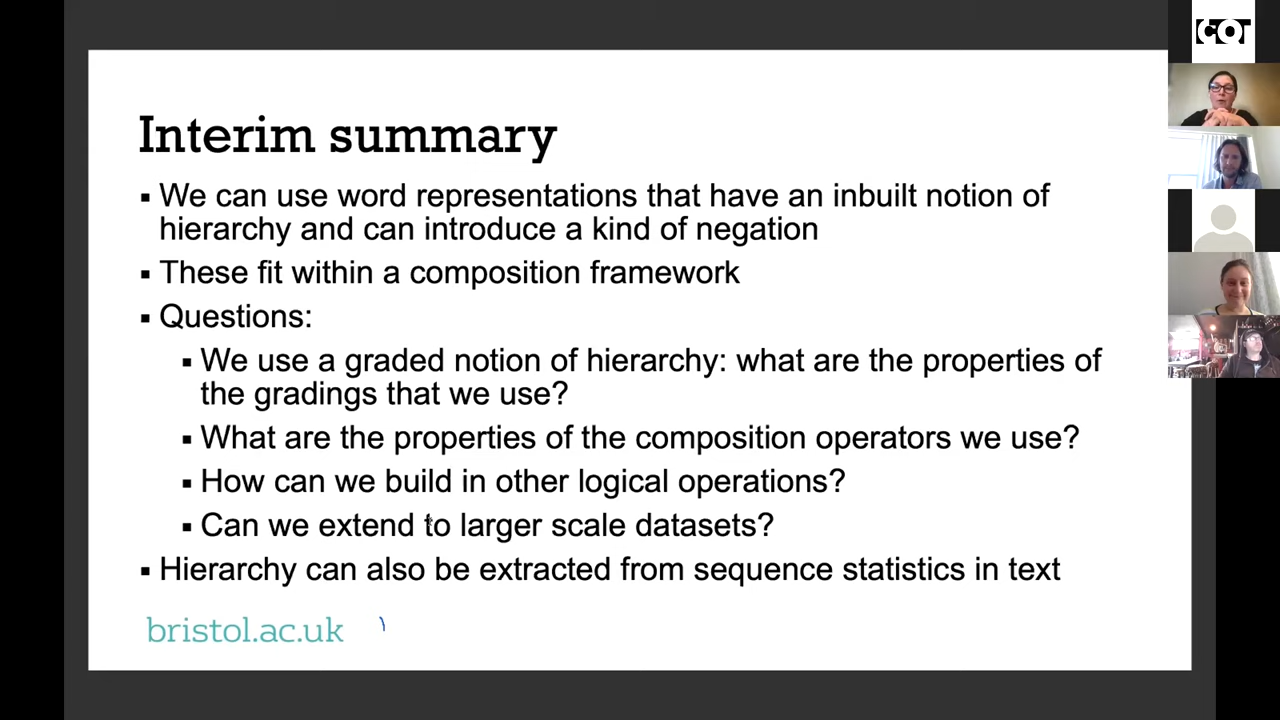 Interim summary
▪ We can use word representations that have an inbuilt notion of
hierarchy and can introduce a kind of negation
▪ These fit within a composition framework
▪ Questions:
▪ We use a graded notion of hierarchy: what are the properties of
the gradings that we use?
▪ What are the properties of the composition operators we use?
▪ How can we build in other logical operations?
▪ Can we extend to larger scale datasets?
▪ Hierarchy can also be extracted from sequence statistics in text
bristol.ac.uk